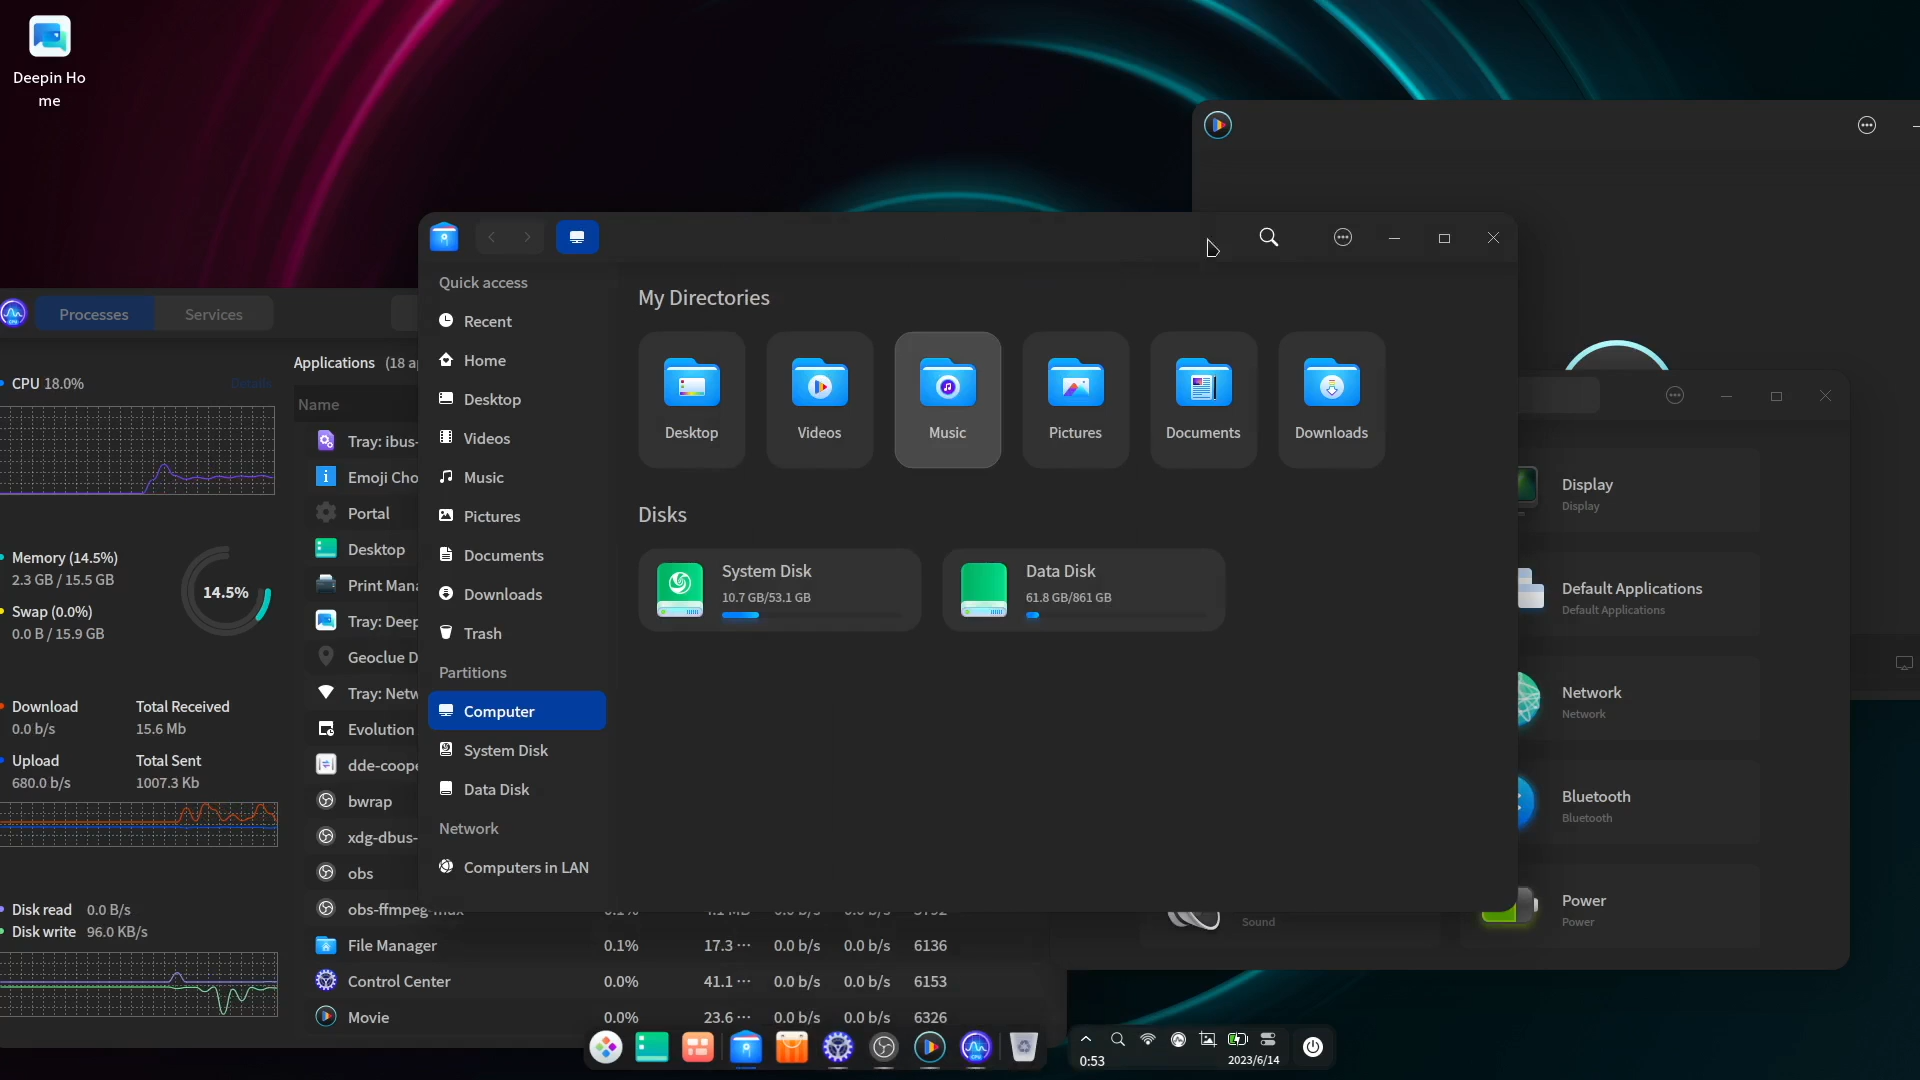 Deepin Ho
me
Processes
Services
CPU 18.0%
Details
Memory (14.5%)
2.3 GB / 15.5 GB
14.5%
Swap (0.0%)
0.0 B / 15.9 GB
Download
Total Received
0.0 b/s
15.6 Mb
Upload
Total Sent
680.0 b/s
1007.3 Kb
Disk read 0.0 B/s
Disk write 96.0 KB/s
Applications (18 a
Name
Tray: ibus-
Emoji Cho
Portal
Desktop
Print Mana
Tray: Deep
Geoclue D
Tray: Netw
Evolution
dde-coope
bwrap
xdg-dbus-
obs
obs-ffmpeg-mux
File Manager 0.1% 17.3 ··· 0.0 b/s 0.0 b/s 6136
Control Center 0.0% 41.1 ··· 0.0 b/s 0.0 b/s 6153
Movie 0.0% 23.6 ··· 0.0 b/s 0.0 b/s 6326
Quick access
Recent
Home
Desktop
Videos
Music
Pictures
Documents
Downloads
Trash
Partitions
Computer
System Disk
Data Disk
Network
Computers in LAN
My Directories
Desktop
Videos
Music
Pictures
Documents
Downloads
Disks
System Disk
10.7 GB/53.1 GB
Data Disk
61.8 GB/861 GB
Display
Display
Default Applications
Default Applications
Network
Network
Bluetooth
Bluetooth
Power
Power
Sound
0:53
2023/6/14